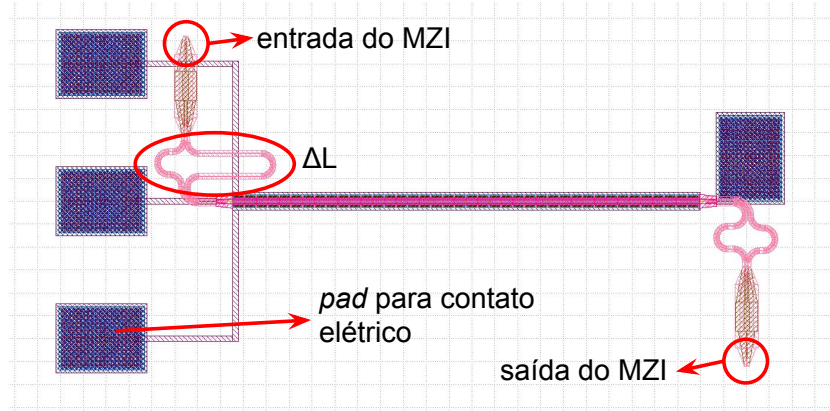 entrada do MZI
ΔL
pad para contato
elétrico
saída do MZI